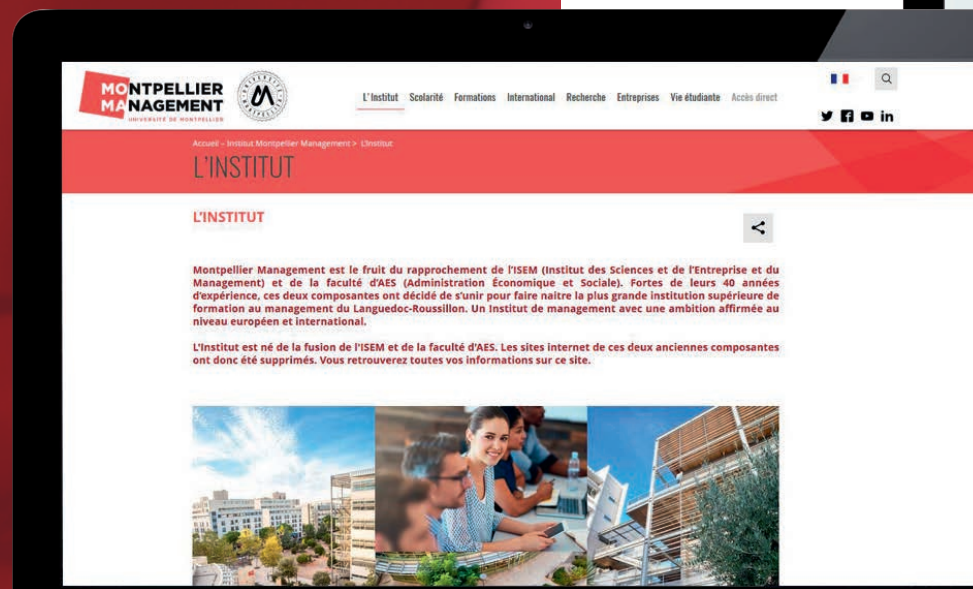 MONTPELLIER
MANAGEMENT
UNIVERSITÉ DE MONTPELLIER
UNIVERSITÉ
MONTPELLIER
L'Institut Scolarité Formations International Recherche Entreprises Vie étudiante Accès direct
in
Accueil – Institut Montpellier Management > L'Institut
L'INSTITUT
L'INSTITUT
Montpellier Management est le fruit du rapprochement de l'ISEM (Institut des Sciences et de l'Entreprise et du
Management) et de la faculté d'AES (Administration Économique et Sociale). Fortes de leurs 40 années
d'expérience, ces deux composantes ont décidé de s'unir pour faire naitre la plus grande institution supérieure de
formation au management du Languedoc-Roussillon. Un Institut de management avec une ambition affirmée au
niveau européen et international.
L'Institut est né de la fusion de l'ISEM et de la faculté d'AES. Les sites internet de ces deux anciennes composantes
ont donc été supprimés. Vous retrouverez toutes vos informations sur ce site.